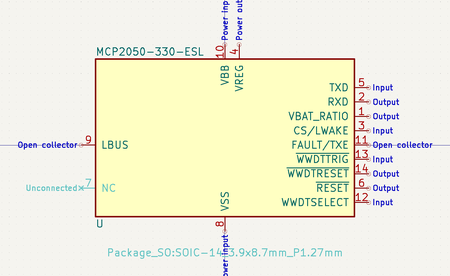 Power input
Power output
10
4
MCP2050-330-ESL
VBB
VREG
TXD 5 Input
RXD 2 Output
VBAT_RATIO 1 Output
CS/LWAKE 3 Input
Open collector 9 LBUS
FAULT/TXE 11 Open collector
WWDTTRIG 13 Input
WWDTRESET 14 Output
Unconnected 7 NC
RESET 6 Output
WWDTSELECT 12 Input
VSS
U
8
Power input
Package_SO:SOIC-14_3.9x8.7mm_P1.27mm